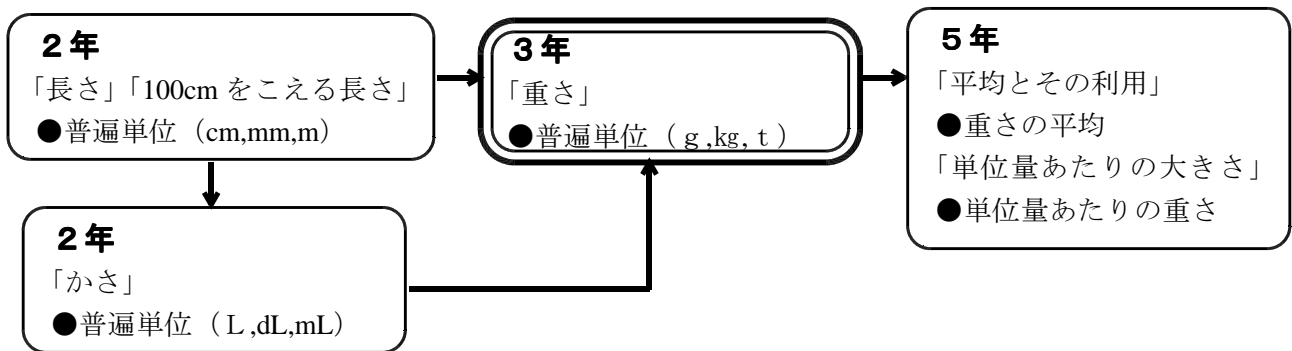 ２年
「長さ」「100cm をこえる長さ」
●普遍単位（cm,mm,m）
２年
「かさ」
●普遍単位（Ｌ,dL,mL）
３年
「重さ」
●普遍単位（ｇ,㎏,ｔ）
５年
「平均とその利用」
●重さの平均
「単位量あたりの大きさ」
●単位量あたりの重さ